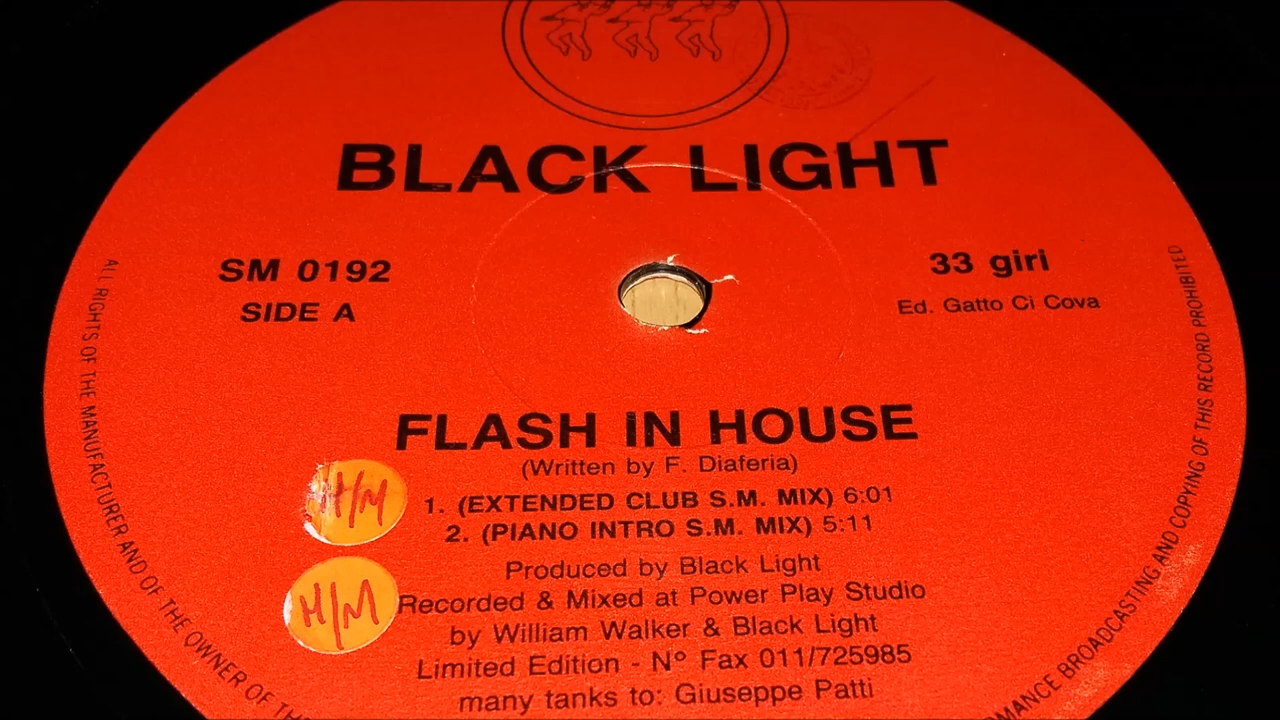 BLACK LIGHT
SM 0192
SIDE A
33 giri
Ed. Gatto Ci Cova
FLASH IN HOUSE
(Written by F. Diaferia)
1. (EXTENDED CLUB S.M. MIX) 6:01
2. (PIANO INTRO S.M. MIX) 5:11
Produced by Black Light
Recorded & Mixed at Power Play Studio
by William Walker & Black Light
Limited Edition - N° Fax 011/725985
many tanks to: Giuseppe Patti
H/M
H/M
ALL RIGHTS OF THE MANUFACTURER AND OF THE OWNER OF
BROADCASTING AND COPYING OF THIS RECORD PROHIBITED